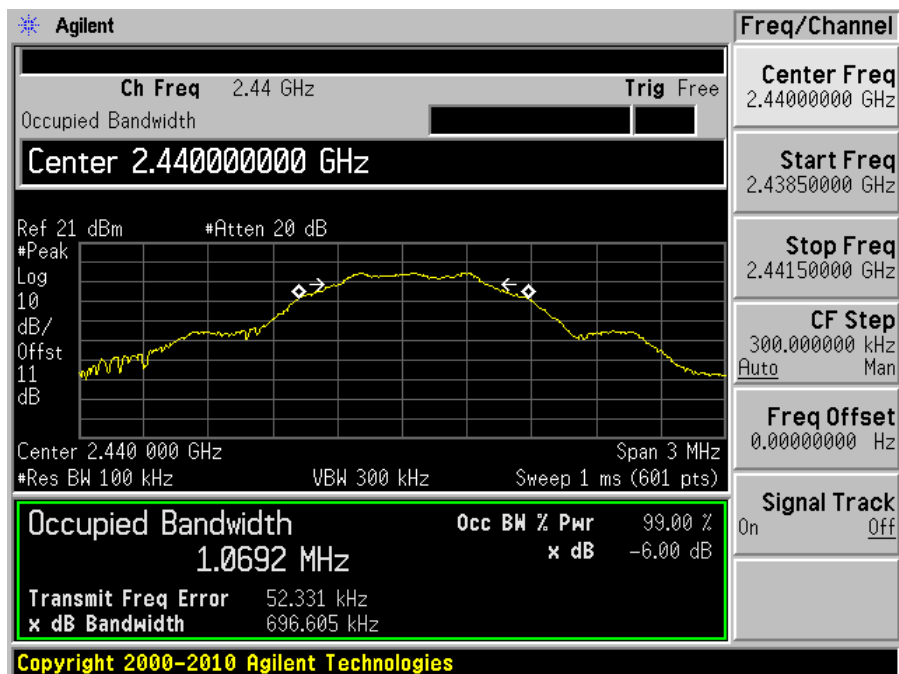 Agilent
Freq/Channel
Ch Freq 2.44 GHz Trig Free
Occupied Bandwidth
Center 2.440000000 GHz
Ref 21 dBm #Atten 20 dB
#Peak
Log
10
dB/
Offst
11
dB
Center 2.440 000 GHz Span 3 MHz
#Res BW 100 kHz VBW 300 kHz Sweep 1 ms (601 pts)
Occupied Bandwidth
1.0692 MHz
Occ BW % Pwr 99.00 %
x dB -6.00 dB
Transmit Freq Error 52.331 kHz
x dB Bandwidth 696.605 kHz
Center Freq
2.44000000 GHz
Start Freq
2.43850000 GHz
Stop Freq
2.44150000 GHz
CF Step
300.000000 kHz
Auto Man
Freq Offset
0.00000000 Hz
Signal Track
On Off
Copyright 2000-2010 Agilent Technologies